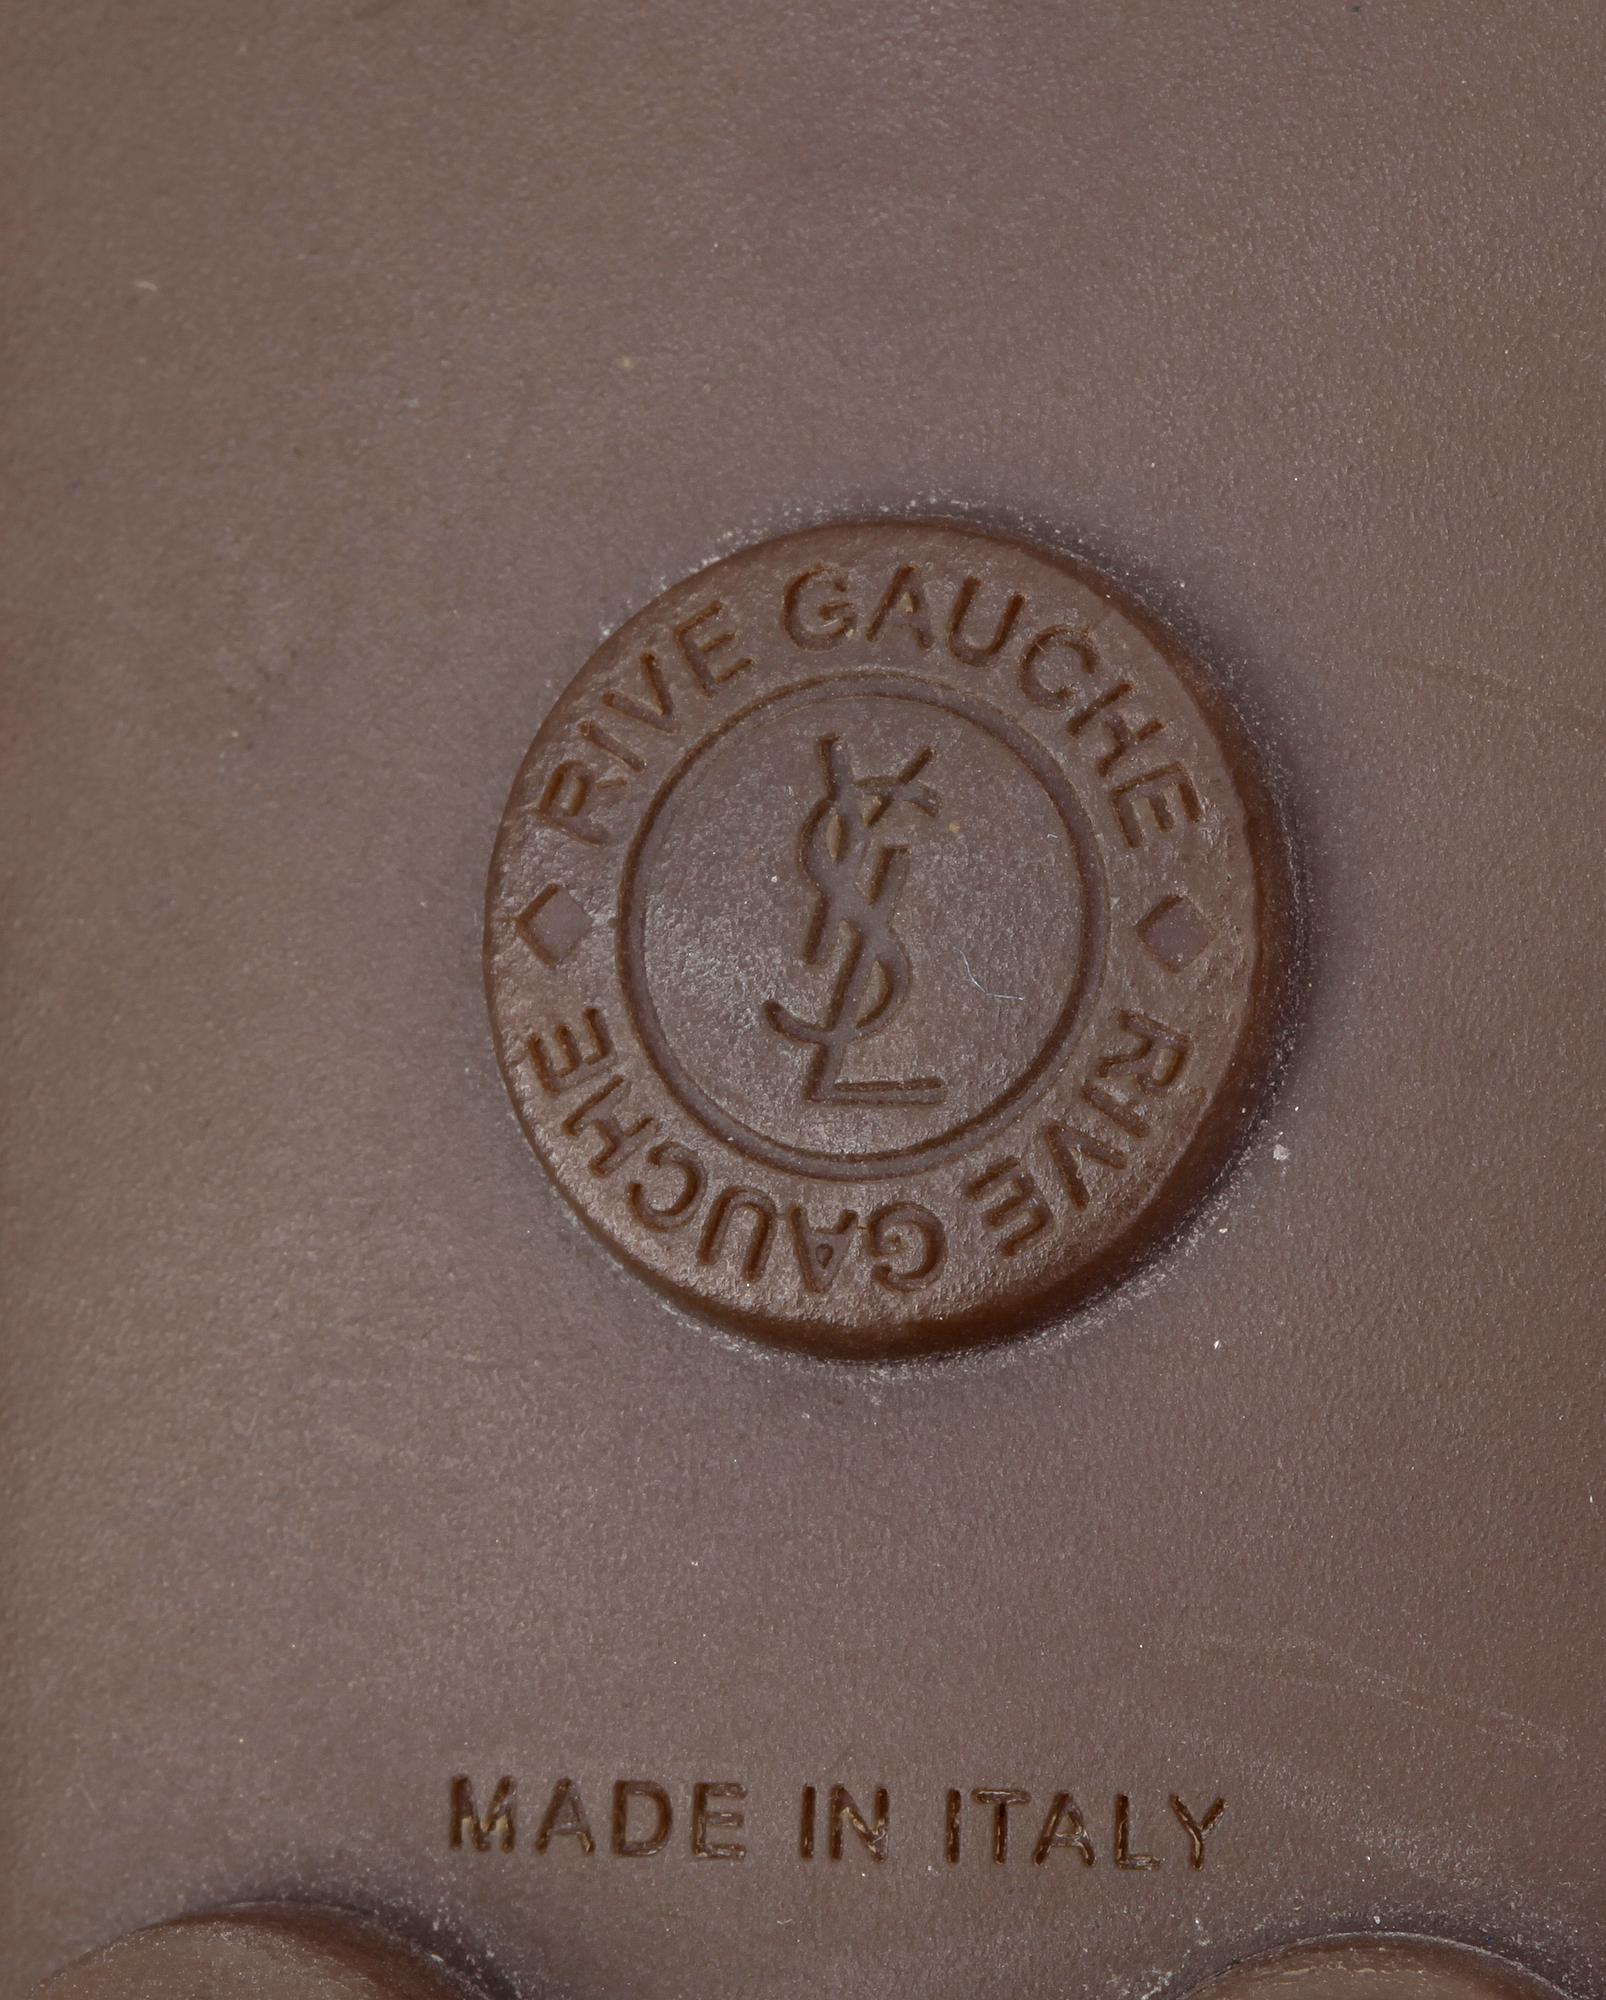 RIVE GAUCHE
YSL
RIVE GAUCHE
MADE IN ITALY